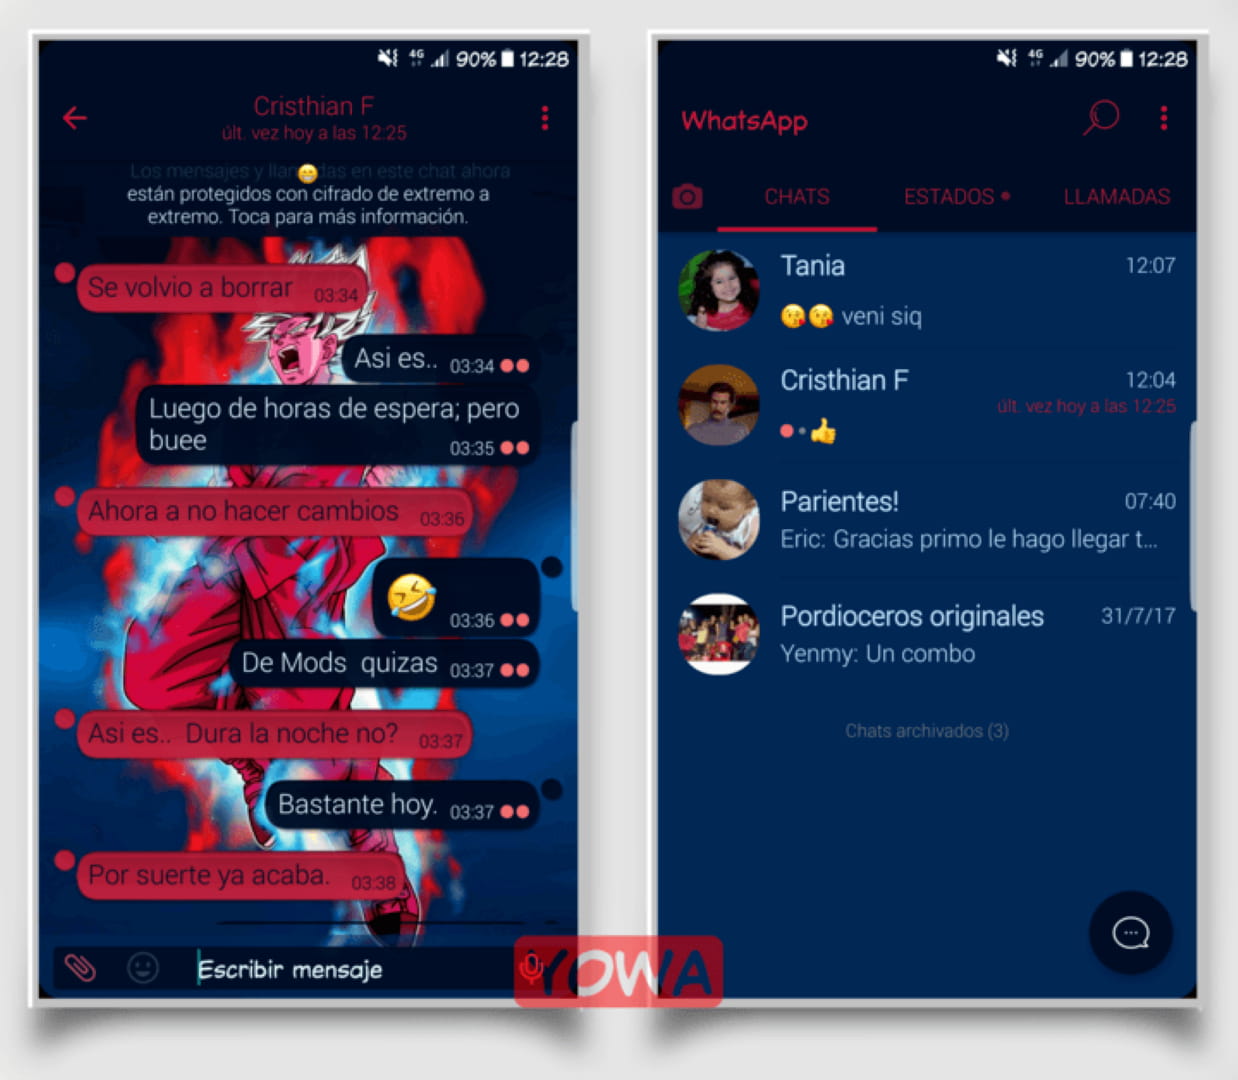 4G 90% 12:28
Cristhian F
últ. vez hoy a las 12:25
Los mensajes y llamadas en este chat ahora
están protegidos con cifrado de extremo a
extremo. Toca para más información.
Se volvio a borrar 03:34
Asi es.. 03:34
Luego de horas de espera; pero
buee 03:35
Ahora a no hacer cambios 03:36
03:36
De Mods quizas 03:37
Asi es.. Dura la noche no? 03:37
Bastante hoy. 03:37
Por suerte ya acaba. 03:38
Escribir mensaje
4G 90% 12:28
WhatsApp
CHATS ESTADOS LLAMADAS
Tania 12:07
veni siq
Cristhian F 12:04
últ. vez hoy a las 12:25
Parientes! 07:40
Eric: Gracias primo le hago llegar t...
Pordioceros originales 31/7/17
Yenmy: Un combo
Chats archivados (3)
YOWA